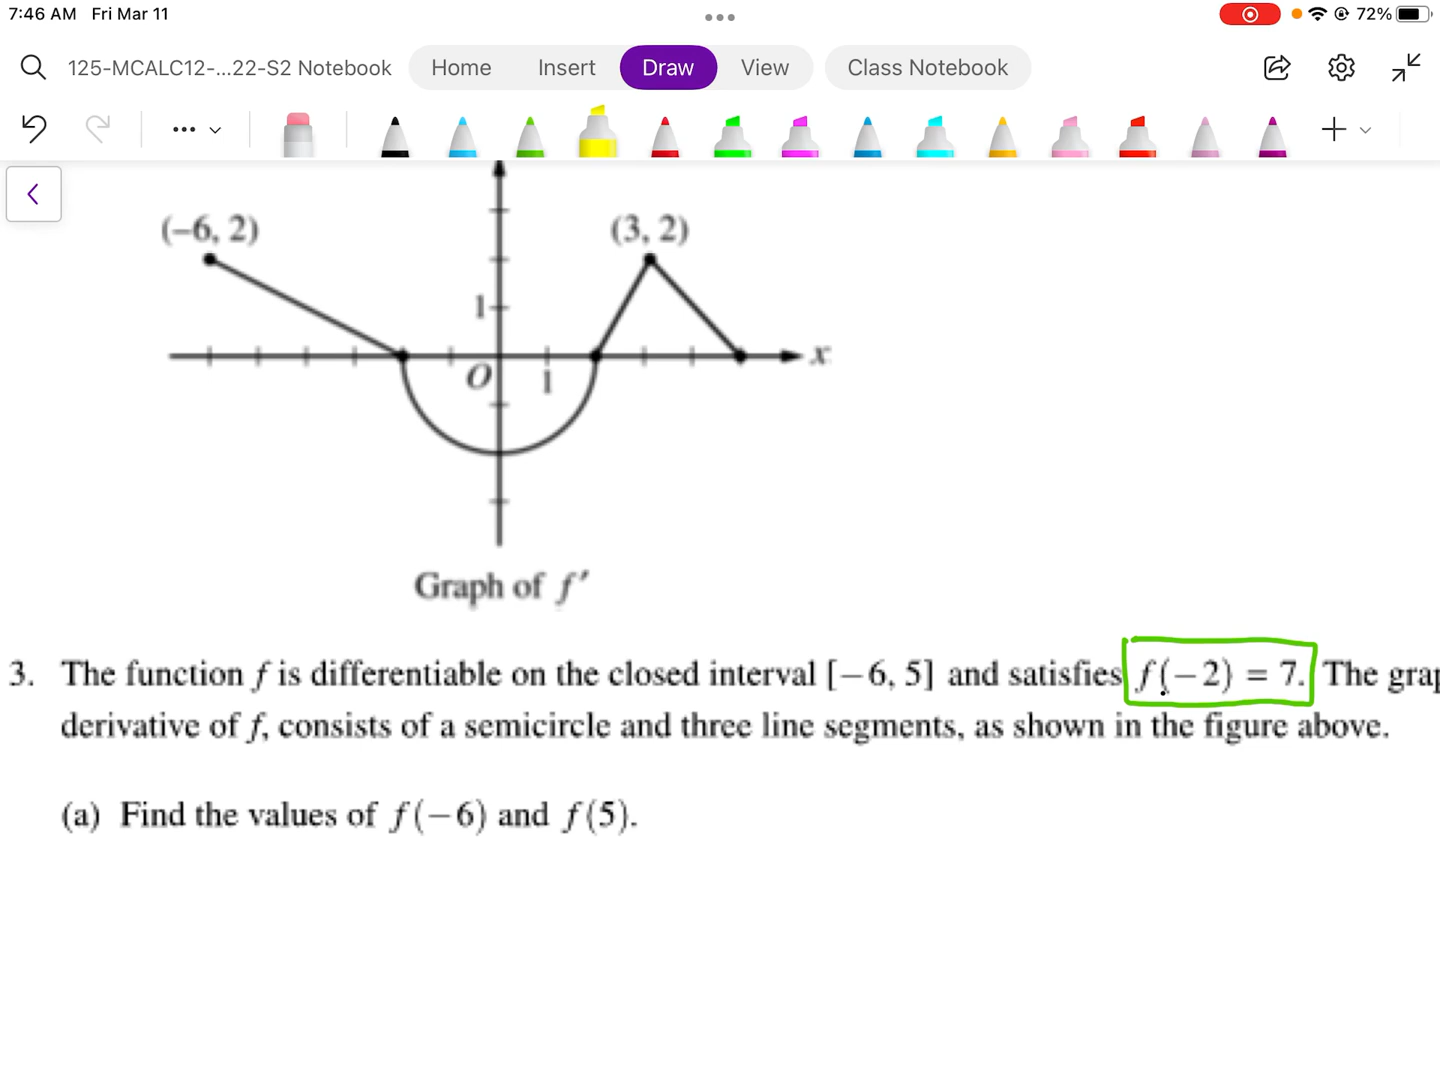 7:46 AM Fri Mar 11
72%
125-MCALC12-...22-S2 Notebook Home Insert Draw View Class Notebook
(−6, 2)
(3, 2)
1
O
1
x
Graph of f′
3. The function f is differentiable on the closed interval [−6, 5] and satisfies f(−2) = 7. The
derivative of f, consists of a semicircle and three line segments, as shown in the figure above.
(a) Find the values of f(−6) and f(5).